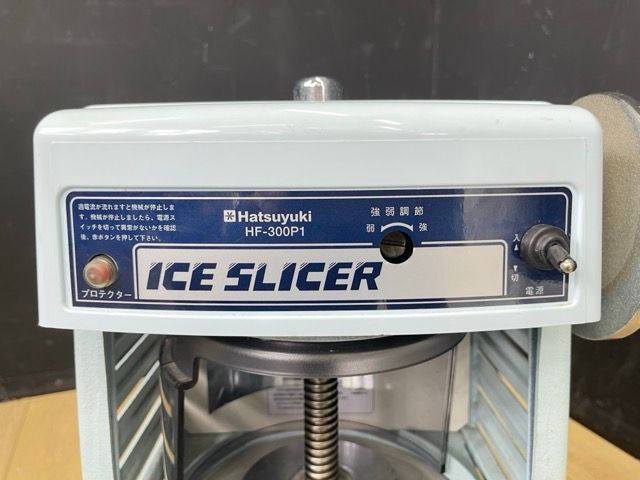 過電流が流れますと機械が停止しま
す。機械が停止しましたら、電源ス
イッチを切って異常がないかを確認
後、赤ボタンを押して下さい。
プロテクター
Hatsuyuki
HF-300P1
ICE SLICER
強弱調節
弱 強
入
切
電源